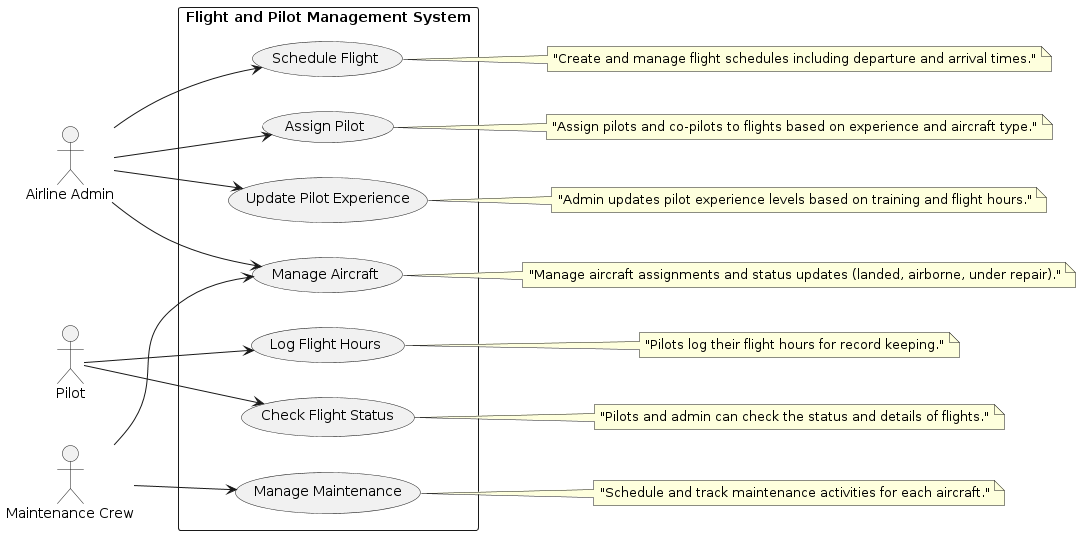 Flight and Pilot Management System
Schedule Flight
"Create and manage flight schedules including departure and arrival times."
Assign Pilot
"Assign pilots and co-pilots to flights based on experience and aircraft type."
Airline Admin
Update Pilot Experience
"Admin updates pilot experience levels based on training and flight hours."
Manage Aircraft
"Manage aircraft assignments and status updates (landed, airborne, under repair)."
Log Flight Hours
"Pilots log their flight hours for record keeping."
Pilot
Check Flight Status
"Pilots and admin can check the status and details of flights."
Manage Maintenance
"Schedule and track maintenance activities for each aircraft."
Maintenance Crew